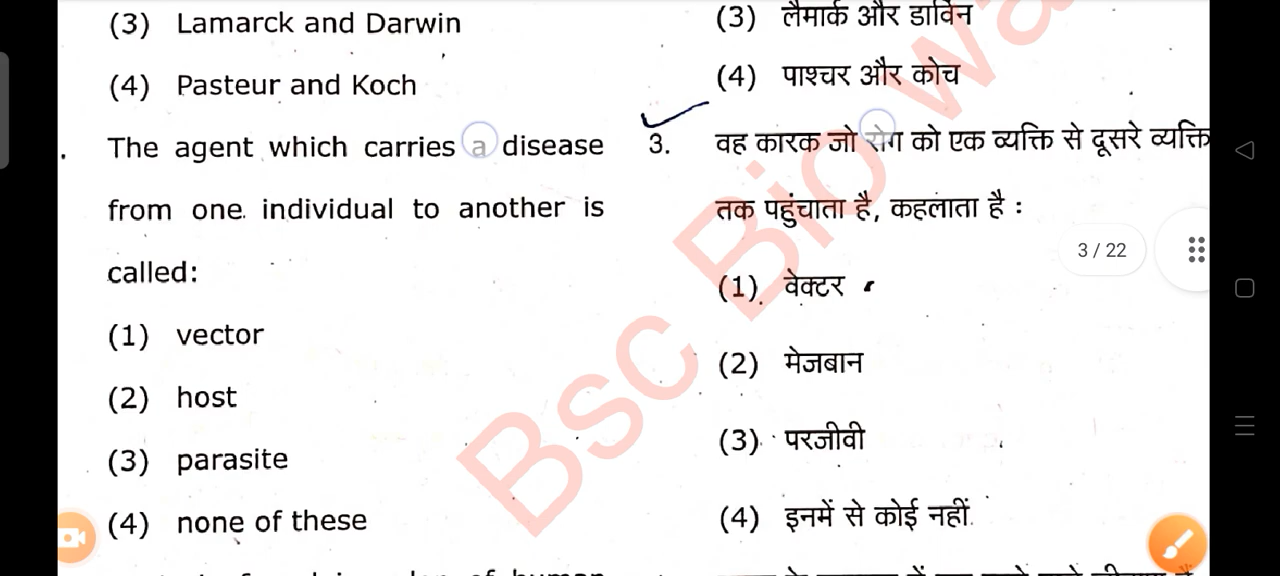 (3) Lamarck and Darwin
(4) Pasteur and Koch
. The agent which carries a disease
from one individual to another is
called:
(1) vector
(2) host
(3) parasite
(4) none of these
(3) लैमार्क और डार्विन
(4) पाश्चर और कोच
3. वह कारक जो रोग को एक व्यक्ति से दूसरे व्यक्ति
तक पहुंचाता है, कहलाता है :
(1) वेक्टर
(2) मेजबान
(3) परजीवी
(4) इनमें से कोई नहीं.
3 / 22
Bsc Bio wa